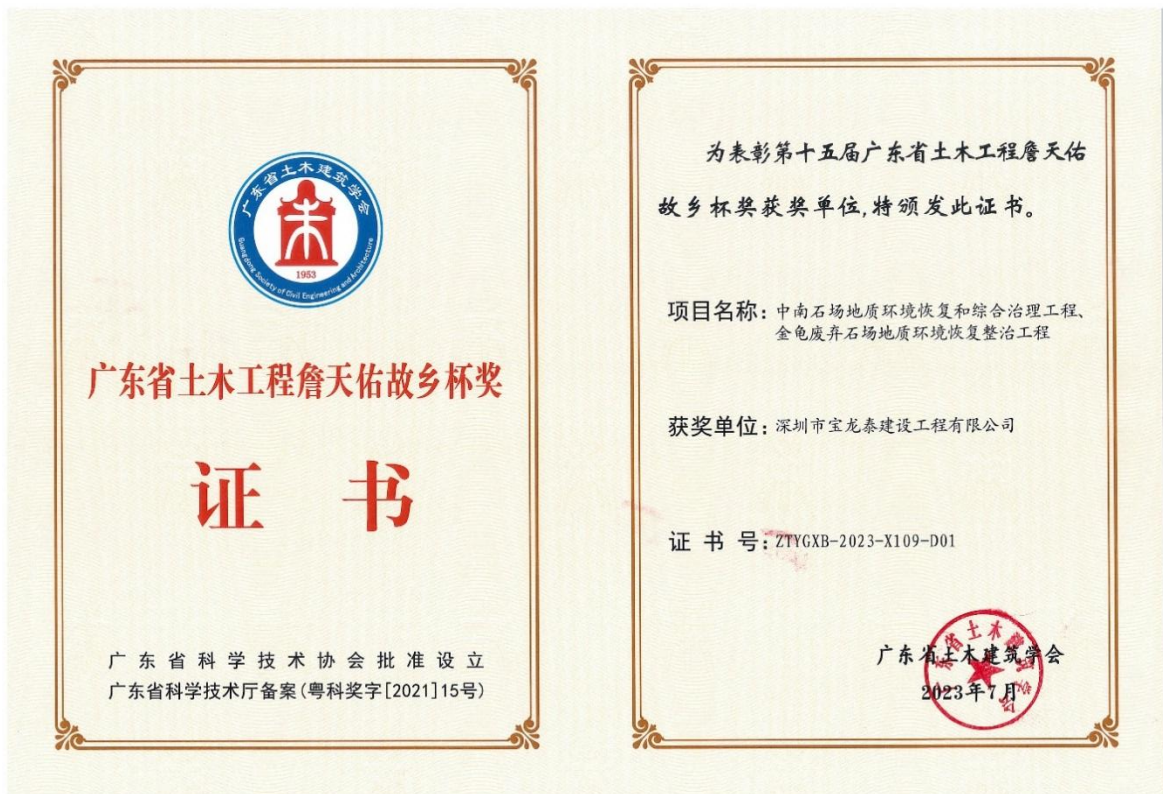 广东省土木建筑学会
1953
Guangdong Society of Civil Engineering and Architecture
广东省土木工程詹天佑故乡杯奖
证 书
广东省科学技术协会批准设立
广东省科学技术厅备案(粤科奖字[2021]15号)
为表彰第十五届广东省土木工程詹天佑
故乡杯奖获奖单位,特颁发此证书。
项目名称:中南石场地质环境恢复和综合治理工程、
金龟废弃石场地质环境恢复整治工程
获奖单位:深圳市宝龙泰建设工程有限公司
证书号:ZTYGXB-2023-X109-D01
广东省土木建筑学会
2023年7月
广东省土木建筑学会